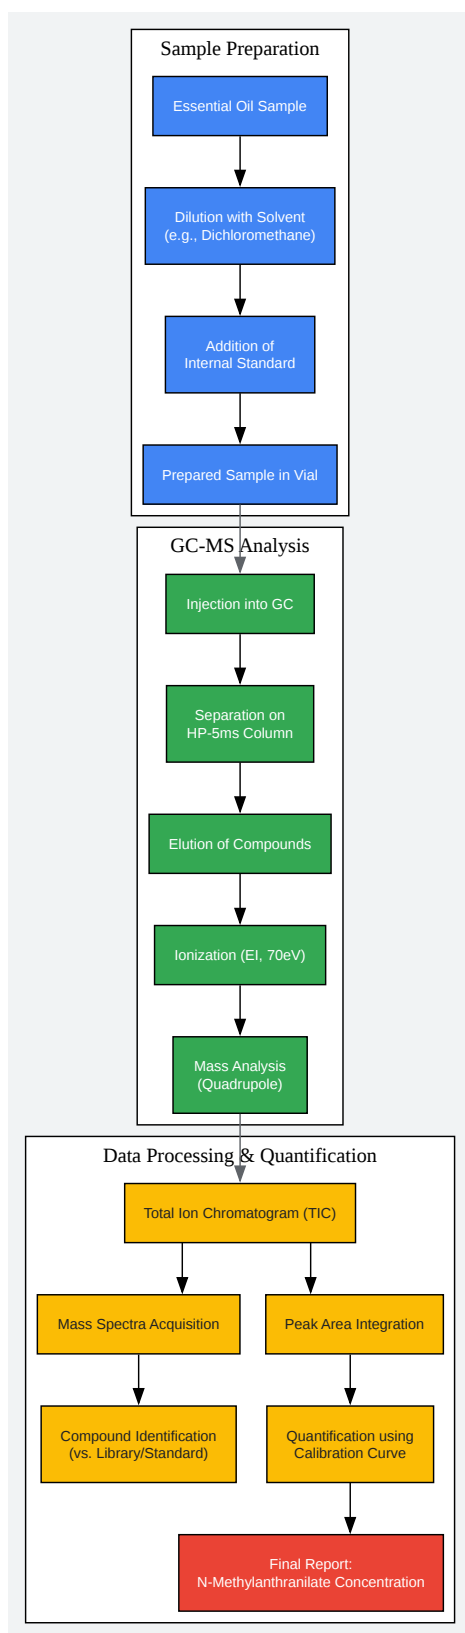 Sample Preparation
Essential Oil Sample
Dilution with Solvent
(e.g., Dichloromethane)
Addition of
Internal Standard
Prepared Sample in Vial
GC-MS Analysis
Injection into GC
Separation on
HP-5ms Column
Elution of Compounds
Ionization (EI, 70eV)
Mass Analysis
(Quadrupole)
Data Processing & Quantification
Total Ion Chromatogram (TIC)
Mass Spectra Acquisition
Peak Area Integration
Compound Identification
(vs. Library/Standard)
Quantification using
Calibration Curve
Final Report:
N-Methylanthranilate Concentration